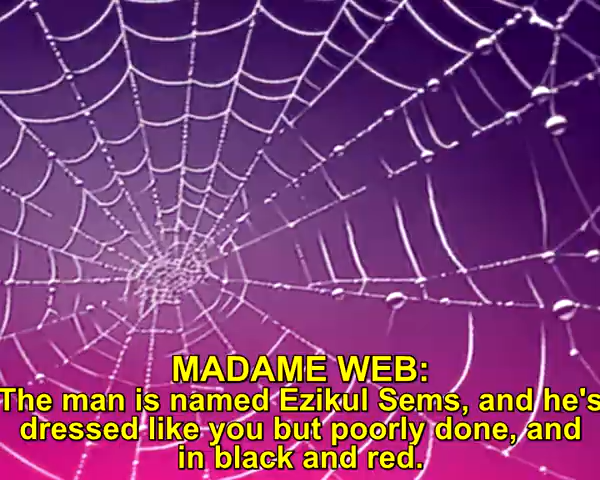 MADAME WEB:
The man is named Ezikul Sems, and he's
dressed like you but poorly done, and
in black and red.